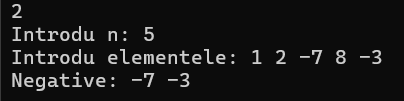 2
Introdu n: 5
Introdu elementele: 1 2 -7 8 -3
Negative: -7 -3